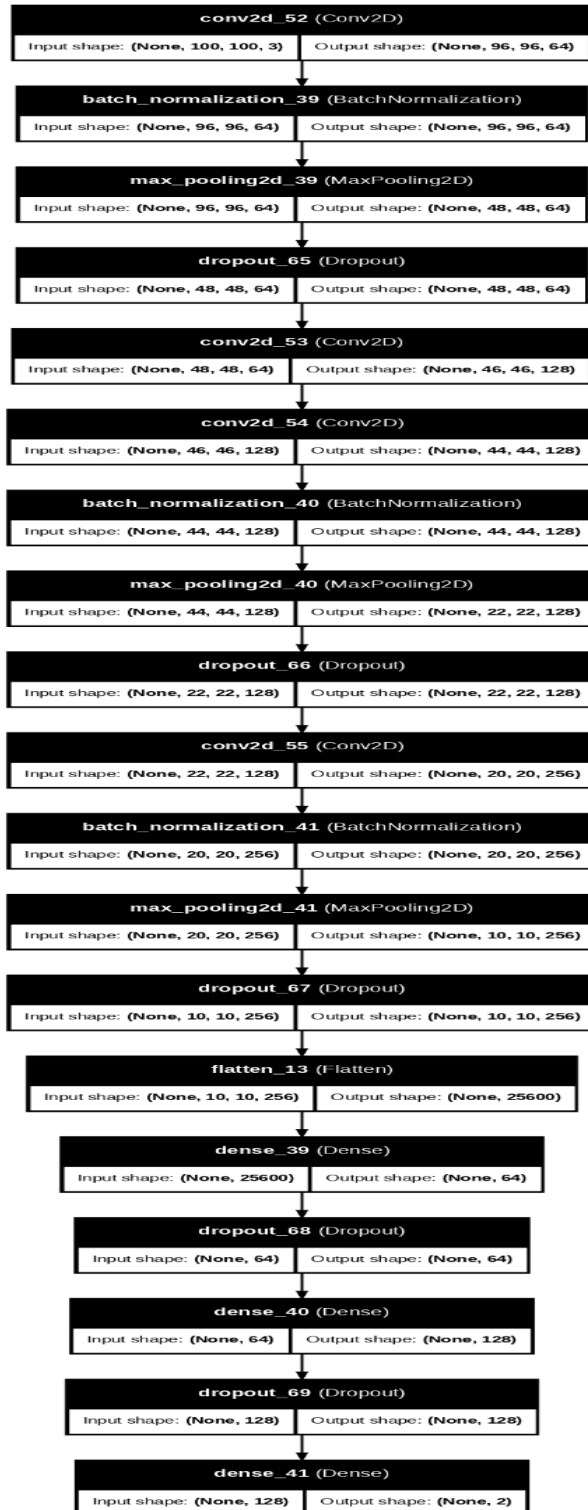 conv2d_52 (Conv2D)
Input shape: (None, 100, 100, 3) Output shape: (None, 96, 96, 64)
batch_normalization_39 (BatchNormalization)
Input shape: (None, 96, 96, 64) Output shape: (None, 96, 96, 64)
max_pooling2d_39 (MaxPooling2D)
Input shape: (None, 96, 96, 64) Output shape: (None, 48, 48, 64)
dropout_65 (Dropout)
Input shape: (None, 48, 48, 64) Output shape: (None, 48, 48, 64)
conv2d_53 (Conv2D)
Input shape: (None, 48, 48, 64) Output shape: (None, 46, 46, 128)
conv2d_54 (Conv2D)
Input shape: (None, 46, 46, 128) Output shape: (None, 44, 44, 128)
batch_normalization_40 (BatchNormalization)
Input shape: (None, 44, 44, 128) Output shape: (None, 44, 44, 128)
max_pooling2d_40 (MaxPooling2D)
Input shape: (None, 44, 44, 128) Output shape: (None, 22, 22, 128)
dropout_66 (Dropout)
Input shape: (None, 22, 22, 128) Output shape: (None, 22, 22, 128)
conv2d_55 (Conv2D)
Input shape: (None, 22, 22, 128) Output shape: (None, 20, 20, 256)
batch_normalization_41 (BatchNormalization)
Input shape: (None, 20, 20, 256) Output shape: (None, 20, 20, 256)
max_pooling2d_41 (MaxPooling2D)
Input shape: (None, 20, 20, 256) Output shape: (None, 10, 10, 256)
dropout_67 (Dropout)
Input shape: (None, 10, 10, 256) Output shape: (None, 10, 10, 256)
flatten_13 (Flatten)
Input shape: (None, 10, 10, 256) Output shape: (None, 25600)
dense_39 (Dense)
Input shape: (None, 25600) Output shape: (None, 64)
dropout_68 (Dropout)
Input shape: (None, 64) Output shape: (None, 64)
dense_40 (Dense)
Input shape: (None, 64) Output shape: (None, 128)
dropout_69 (Dropout)
Input shape: (None, 128) Output shape: (None, 128)
dense_41 (Dense)
Input shape: (None, 128) Output shape: (None, 2)